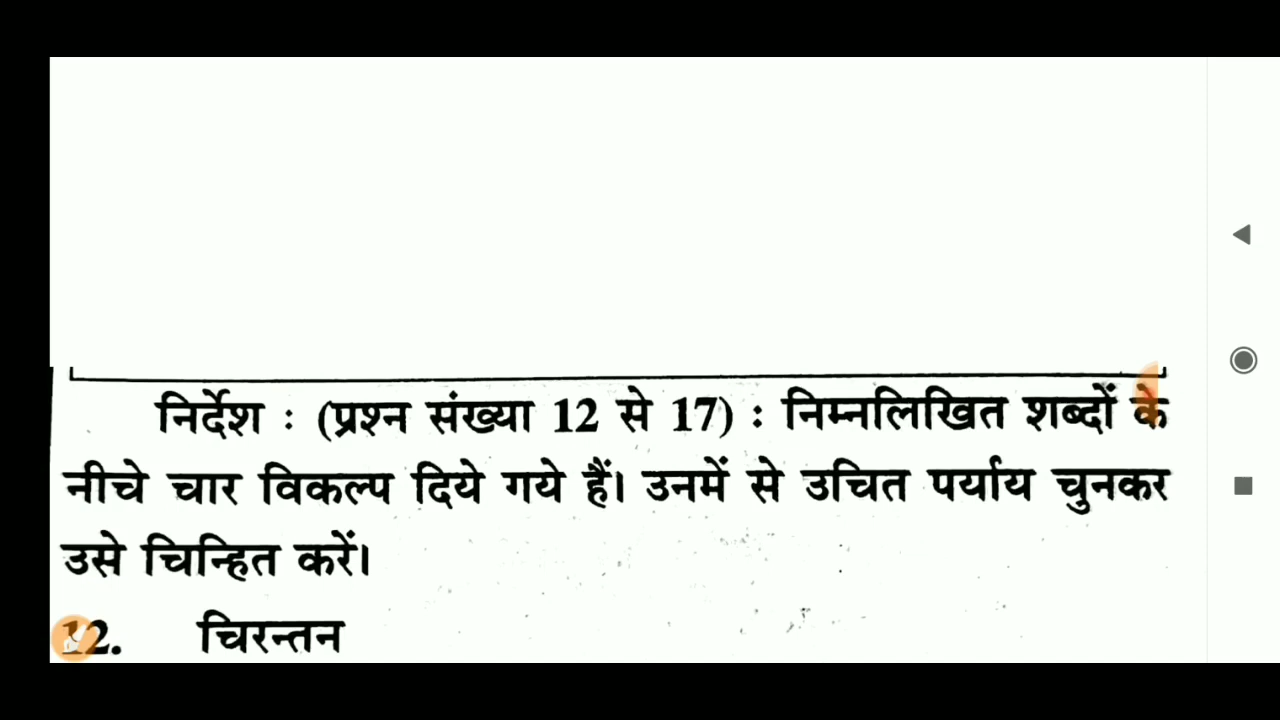 निर्देश : (प्रश्न संख्या 12 से 17) : निम्नलिखित शब्दों के
नीचे चार विकल्प दिये गये हैं। उनमें से उचित पर्याय चुनकर
उसे चिन्हित करें।
12. चिरन्तन